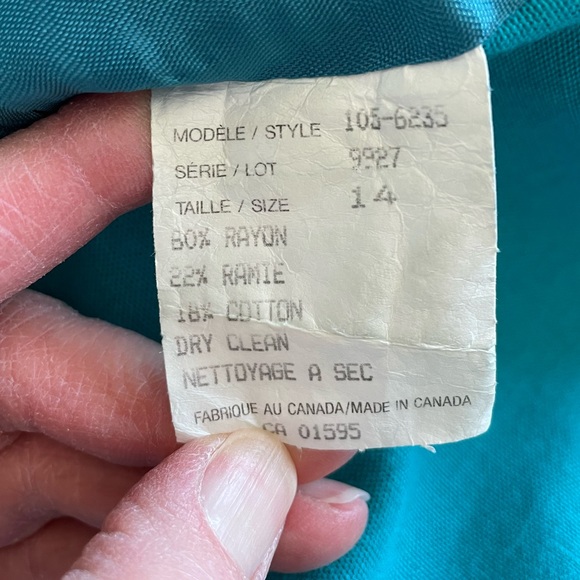 MODÈLE / STYLE 105-6235
SÉRIE / LOT 9927
TAILLE / SIZE 14
60% RAYON
22% RAMIE
18% COTTON
DRY CLEAN
NETTOYAGE A SEC
FABRIQUE AU CANADA/MADE IN CANADA
CA 01595